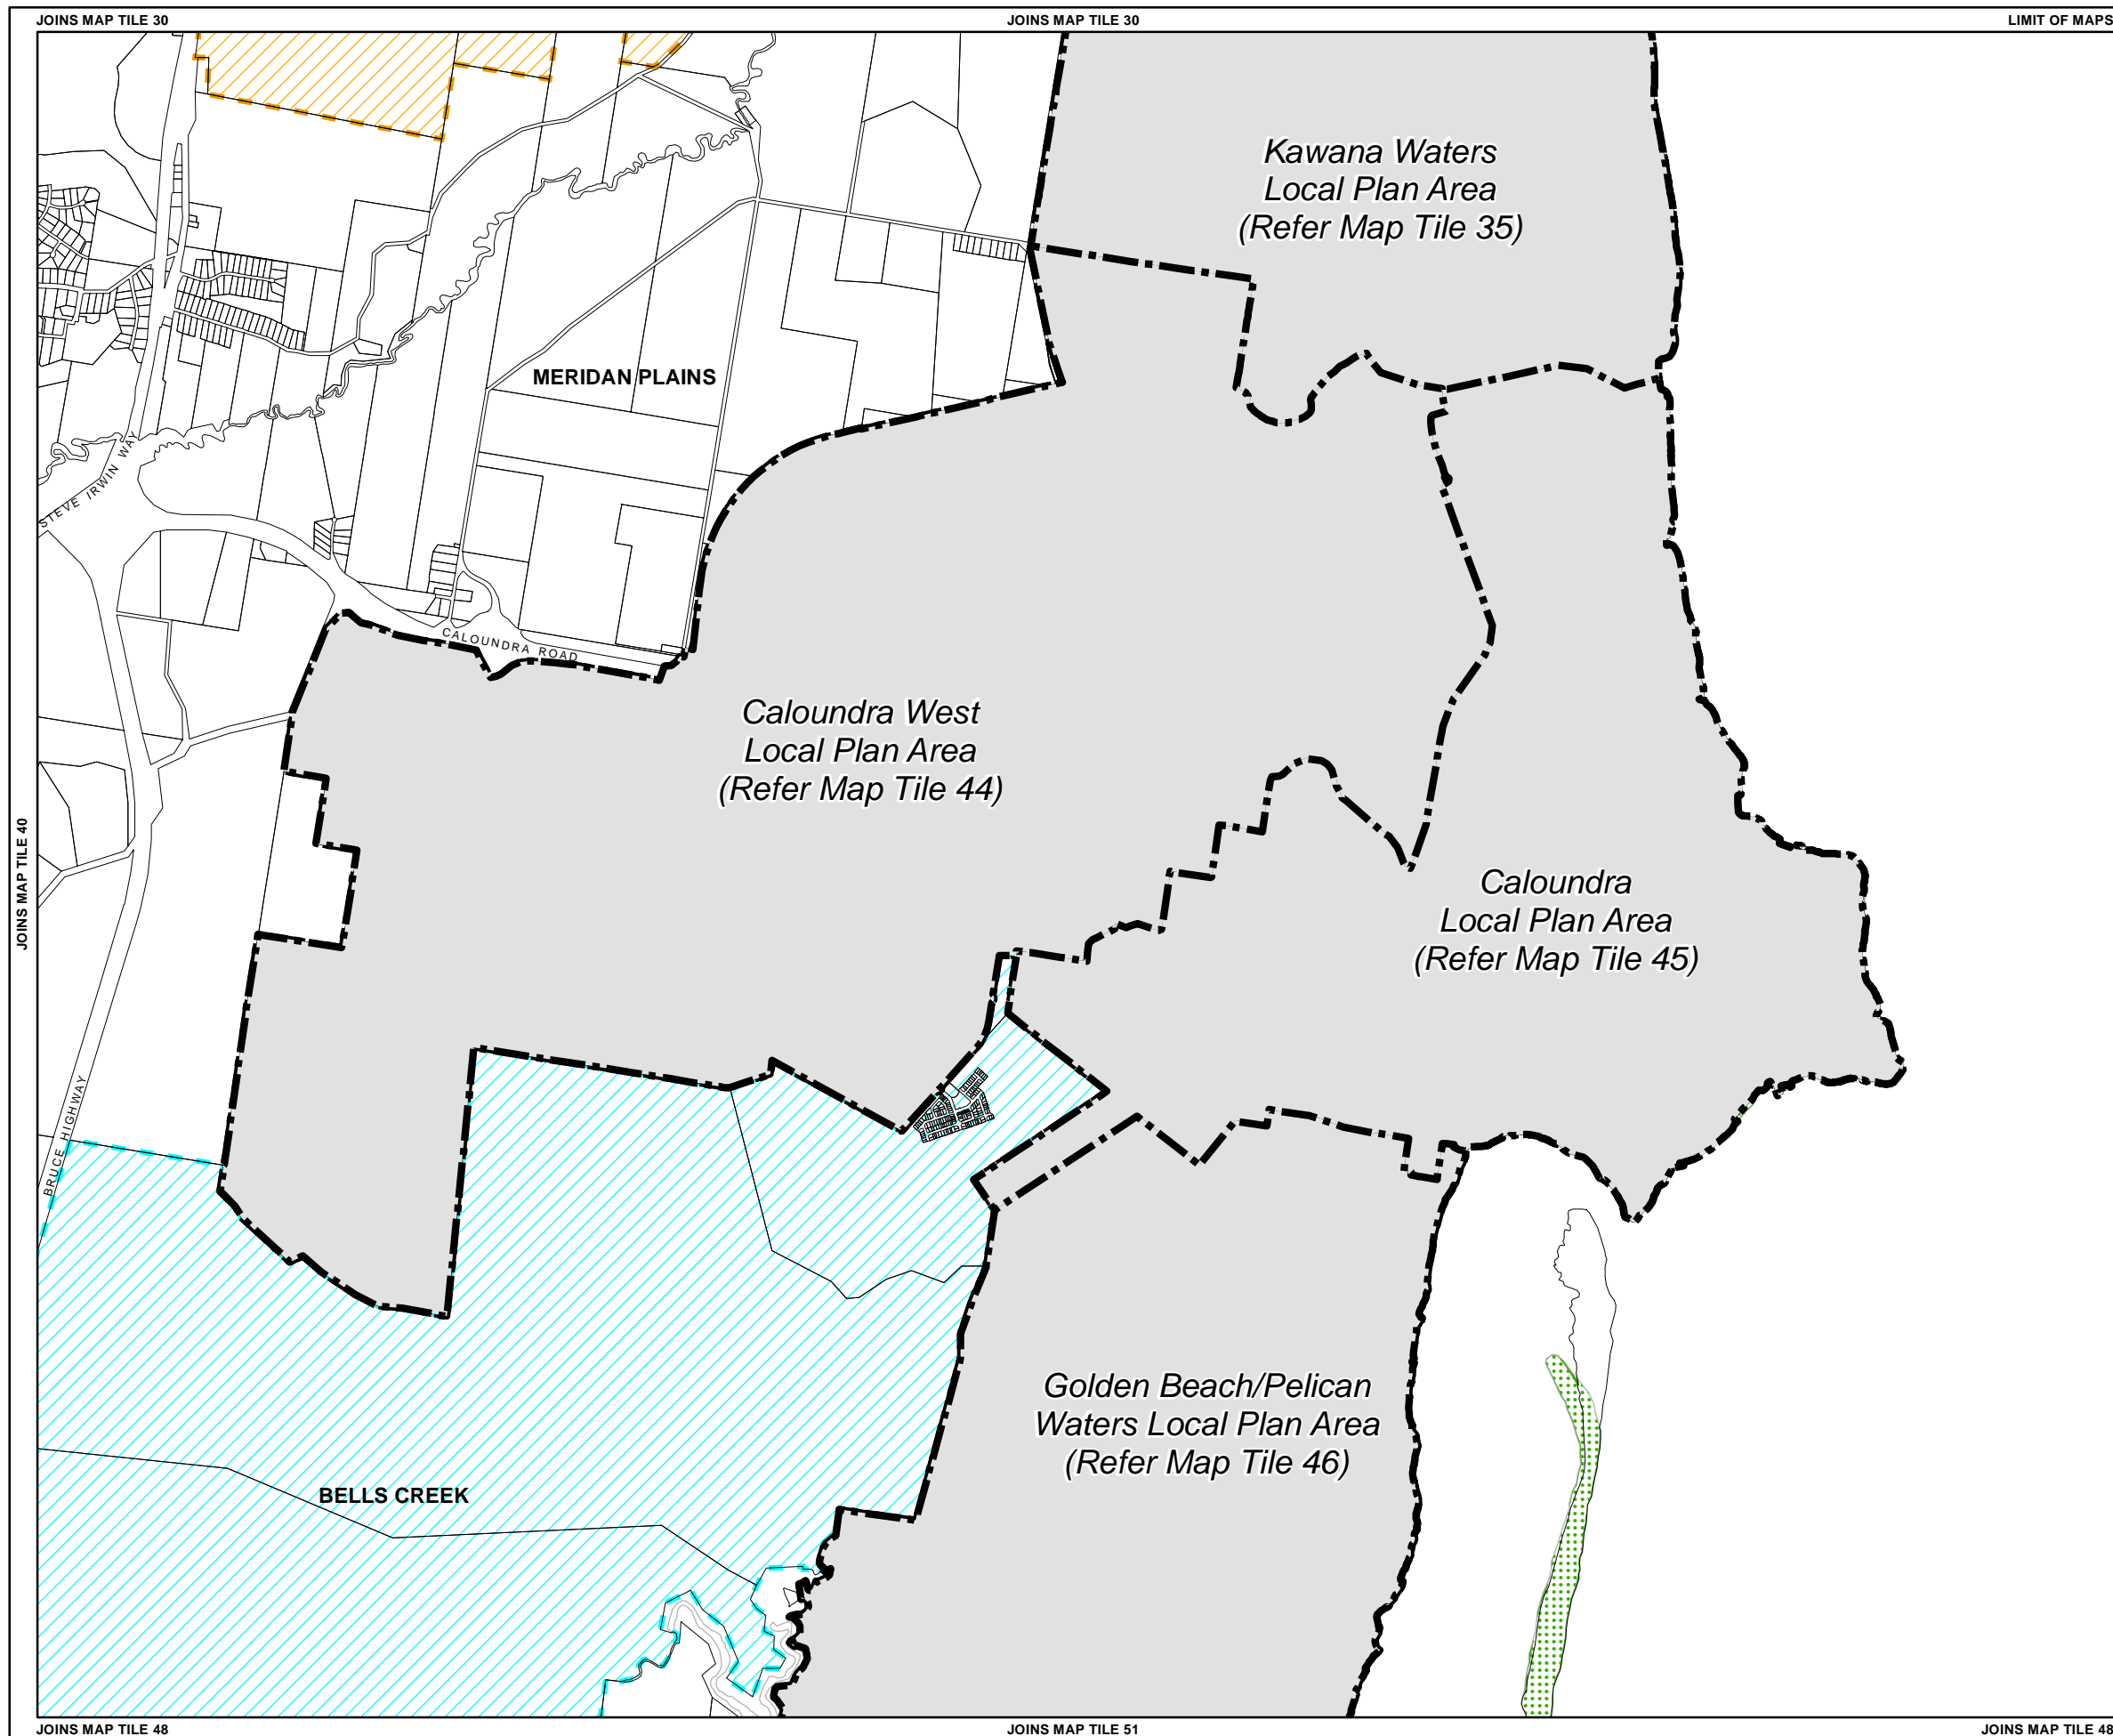 JOINS MAP TILE 30
JOINS MAP TILE 30
LIMIT OF MAPS
Kawana Waters
Local Plan Area
(Refer Map Tile 35)
MERIDAN PLAINS
STEVE IRWIN WAY
CALOUNDRA ROAD
Caloundra West
Local Plan Area
(Refer Map Tile 44)
JOINS MAP TILE 40
Caloundra
Local Plan Area
(Refer Map Tile 45)
BRUCE HIGHWAY
Golden Beach/Pelican
Waters Local Plan Area
(Refer Map Tile 46)
BELLS CREEK
JOINS MAP TILE 48
JOINS MAP TILE 51
JOINS MAP TILE 48